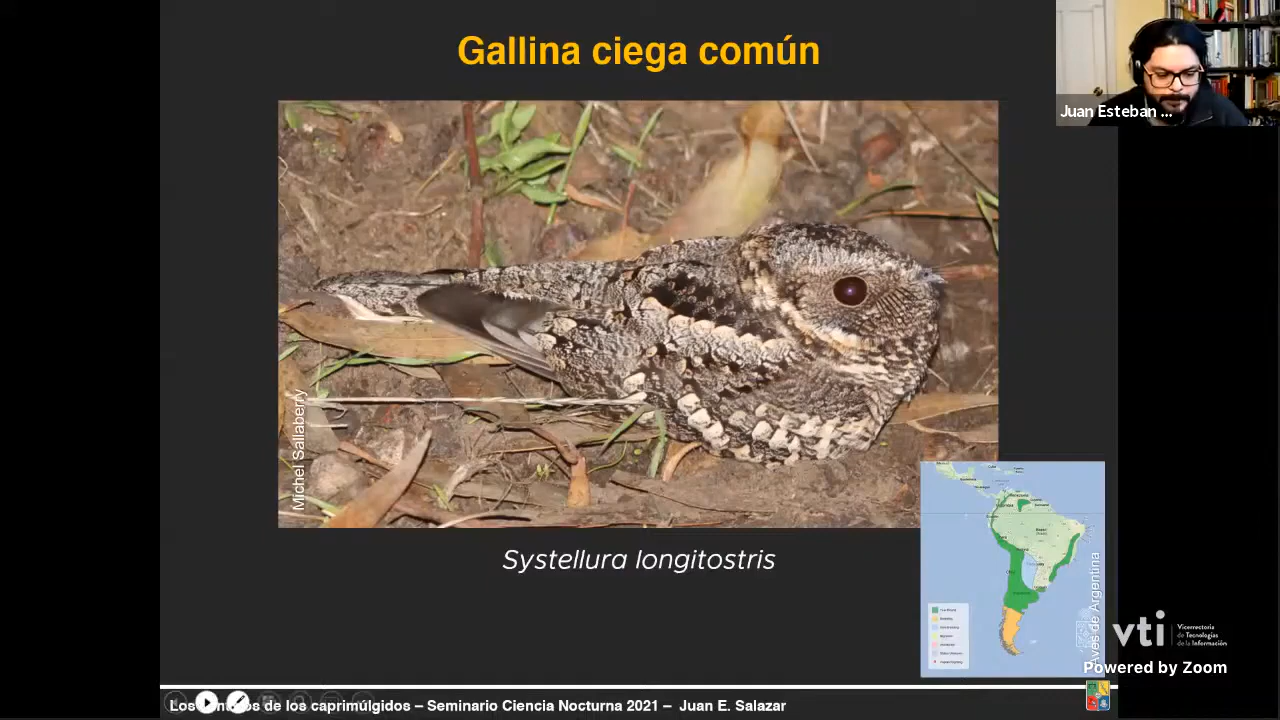 Gallina ciega común
Juan Esteban ...
Michel Sallaberry
Systellura longitostris
Aves de Argentina
vti
Vicerrectoría
de Tecnologías
de la Información
Powered by Zoom
de los caprimúlgidos – Seminario Ciencia Nocturna 2021 – Juan E. Salazar